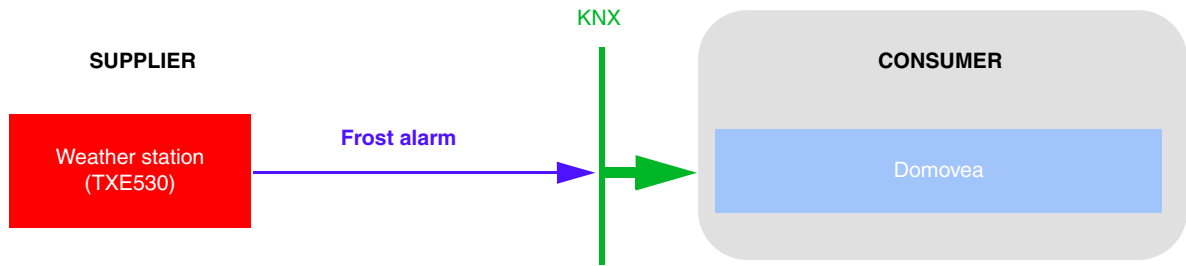 KNX
SUPPLIER
CONSUMER
Frost alarm
Weather station
(TXE530)
Domovea